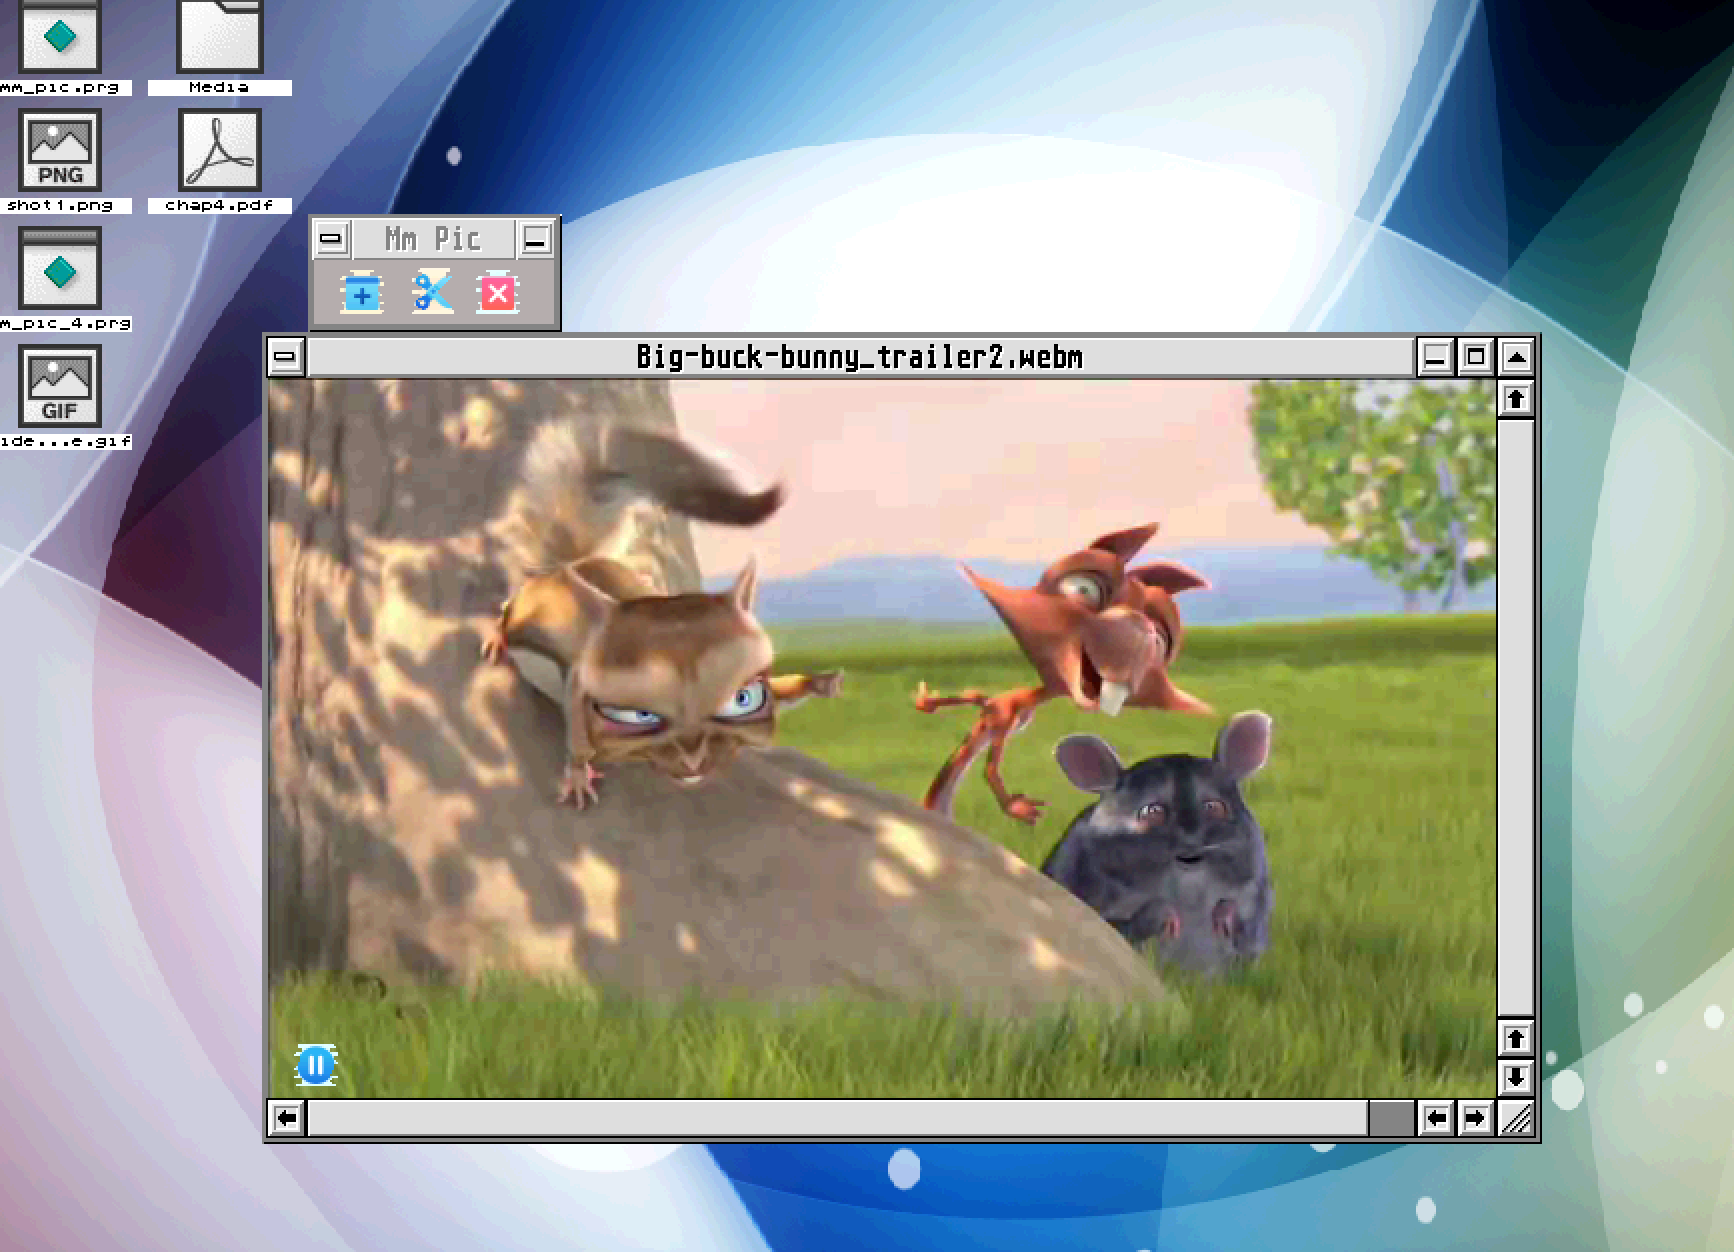 mm_pic.prg
Media
PNG
shot1.png
chap4.pdf
Mm Pic
m_pic_4.prg
Big-buck-bunny_trailer2.webm
GIF
ide...e.gif